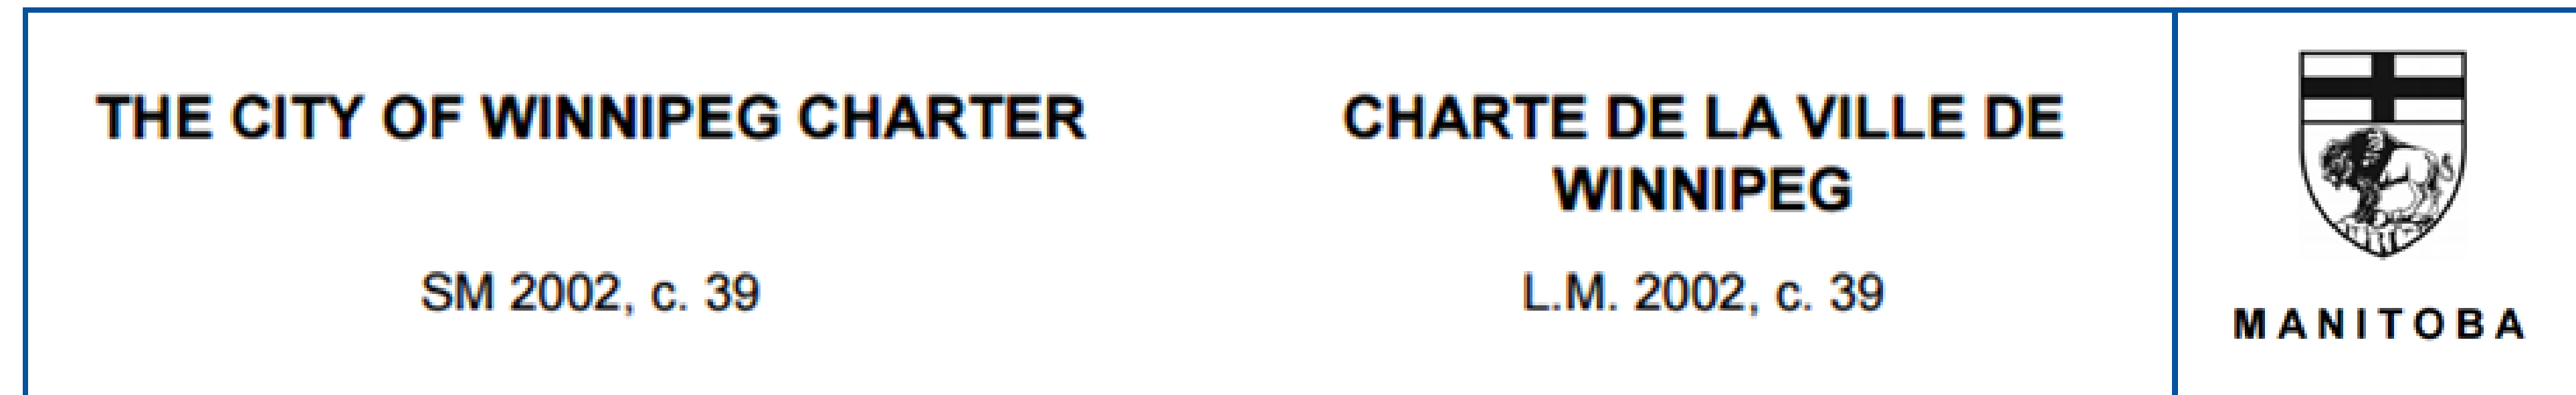 THE CITY OF WINNIPEG CHARTER
SM 2002, c. 39
CHARTE DE LA VILLE DE
WINNIPEG
L.M. 2002, c. 39
MANITOBA